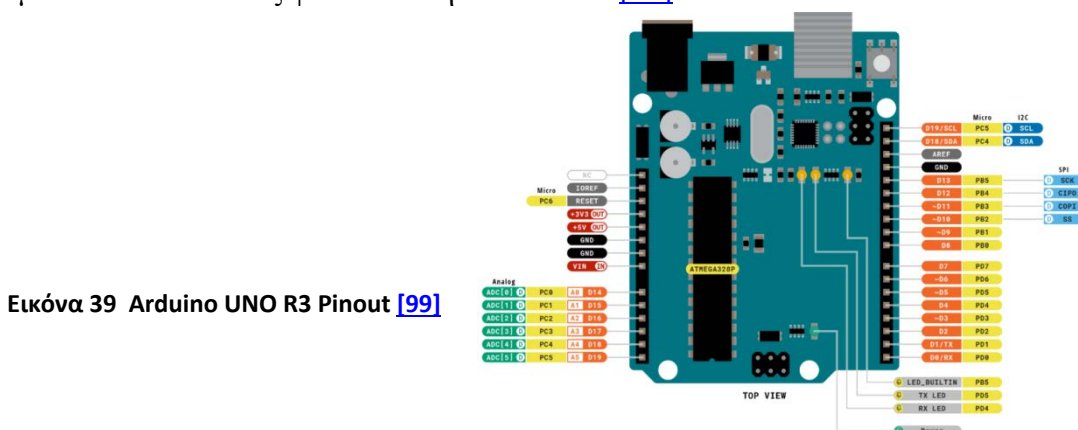 Micro I2C
D19/SCL PC5 SCL
D18/SDA PC4 SDA
AREF
GND
SPI
D13 PB5 SCK
D12 PB4 CIPO
~D11 PB3 COPI
~D10 PB2 SS
~D9 PB1
D8 PB0
NC
IOREF
Micro
PC6 RESET
+3V3 OUT
+5V OUT
GND
GND
VIN IN
ATMEGA328P
D7 PD7
~D6 PD6
~D5 PD5
D4 PD4
~D3 PD3
D2 PD2
D1/TX PD1
D0/RX PD0
Analog
ADC[0] PC0 A0 D14
ADC[1] PC1 A1 D15
ADC[2] PC2 A2 D16
ADC[3] PC3 A3 D17
ADC[4] PC4 A4 D18
ADC[5] PC5 A5 D19
Εικόνα 39 Arduino UNO R3 Pinout [99]
TOP VIEW
LED_BUILTIN PD5
TX LED PD5
RX LED PD4